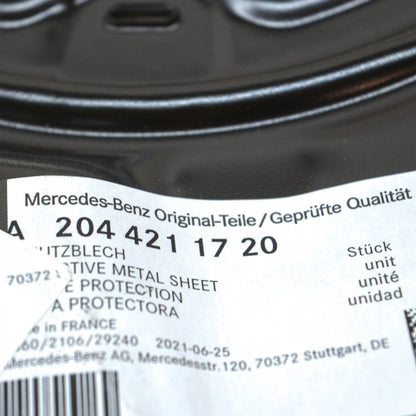 Mercedes-Benz Original-Teile / Geprüfte Qualität
A 204 421 17 20
UTZBLECH
Stück
70372
TIVE METAL SHEET
unit
PROTECTION
unité
A PROTECTORA
unidad
in FRANCE
60/2106/29240 2021-06-25
Mercedes-Benz AG, Mercedesstr.120, 70372 Stuttgart, DE